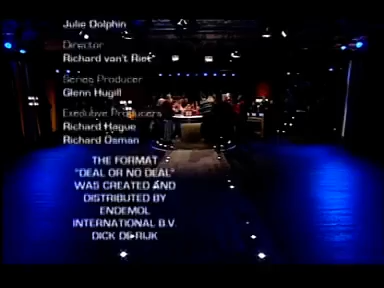 Julie Dolphin
Director
Richard van't Riet
Series Producer
Glenn Hugill
Executive Producers
Richard Hague
Richard Osman
THE FORMAT
"DEAL OR NO DEAL"
WAS CREATED AND
DISTRIBUTED BY
ENDEMOL
INTERNATIONAL B.V.
DICK DE RIJK